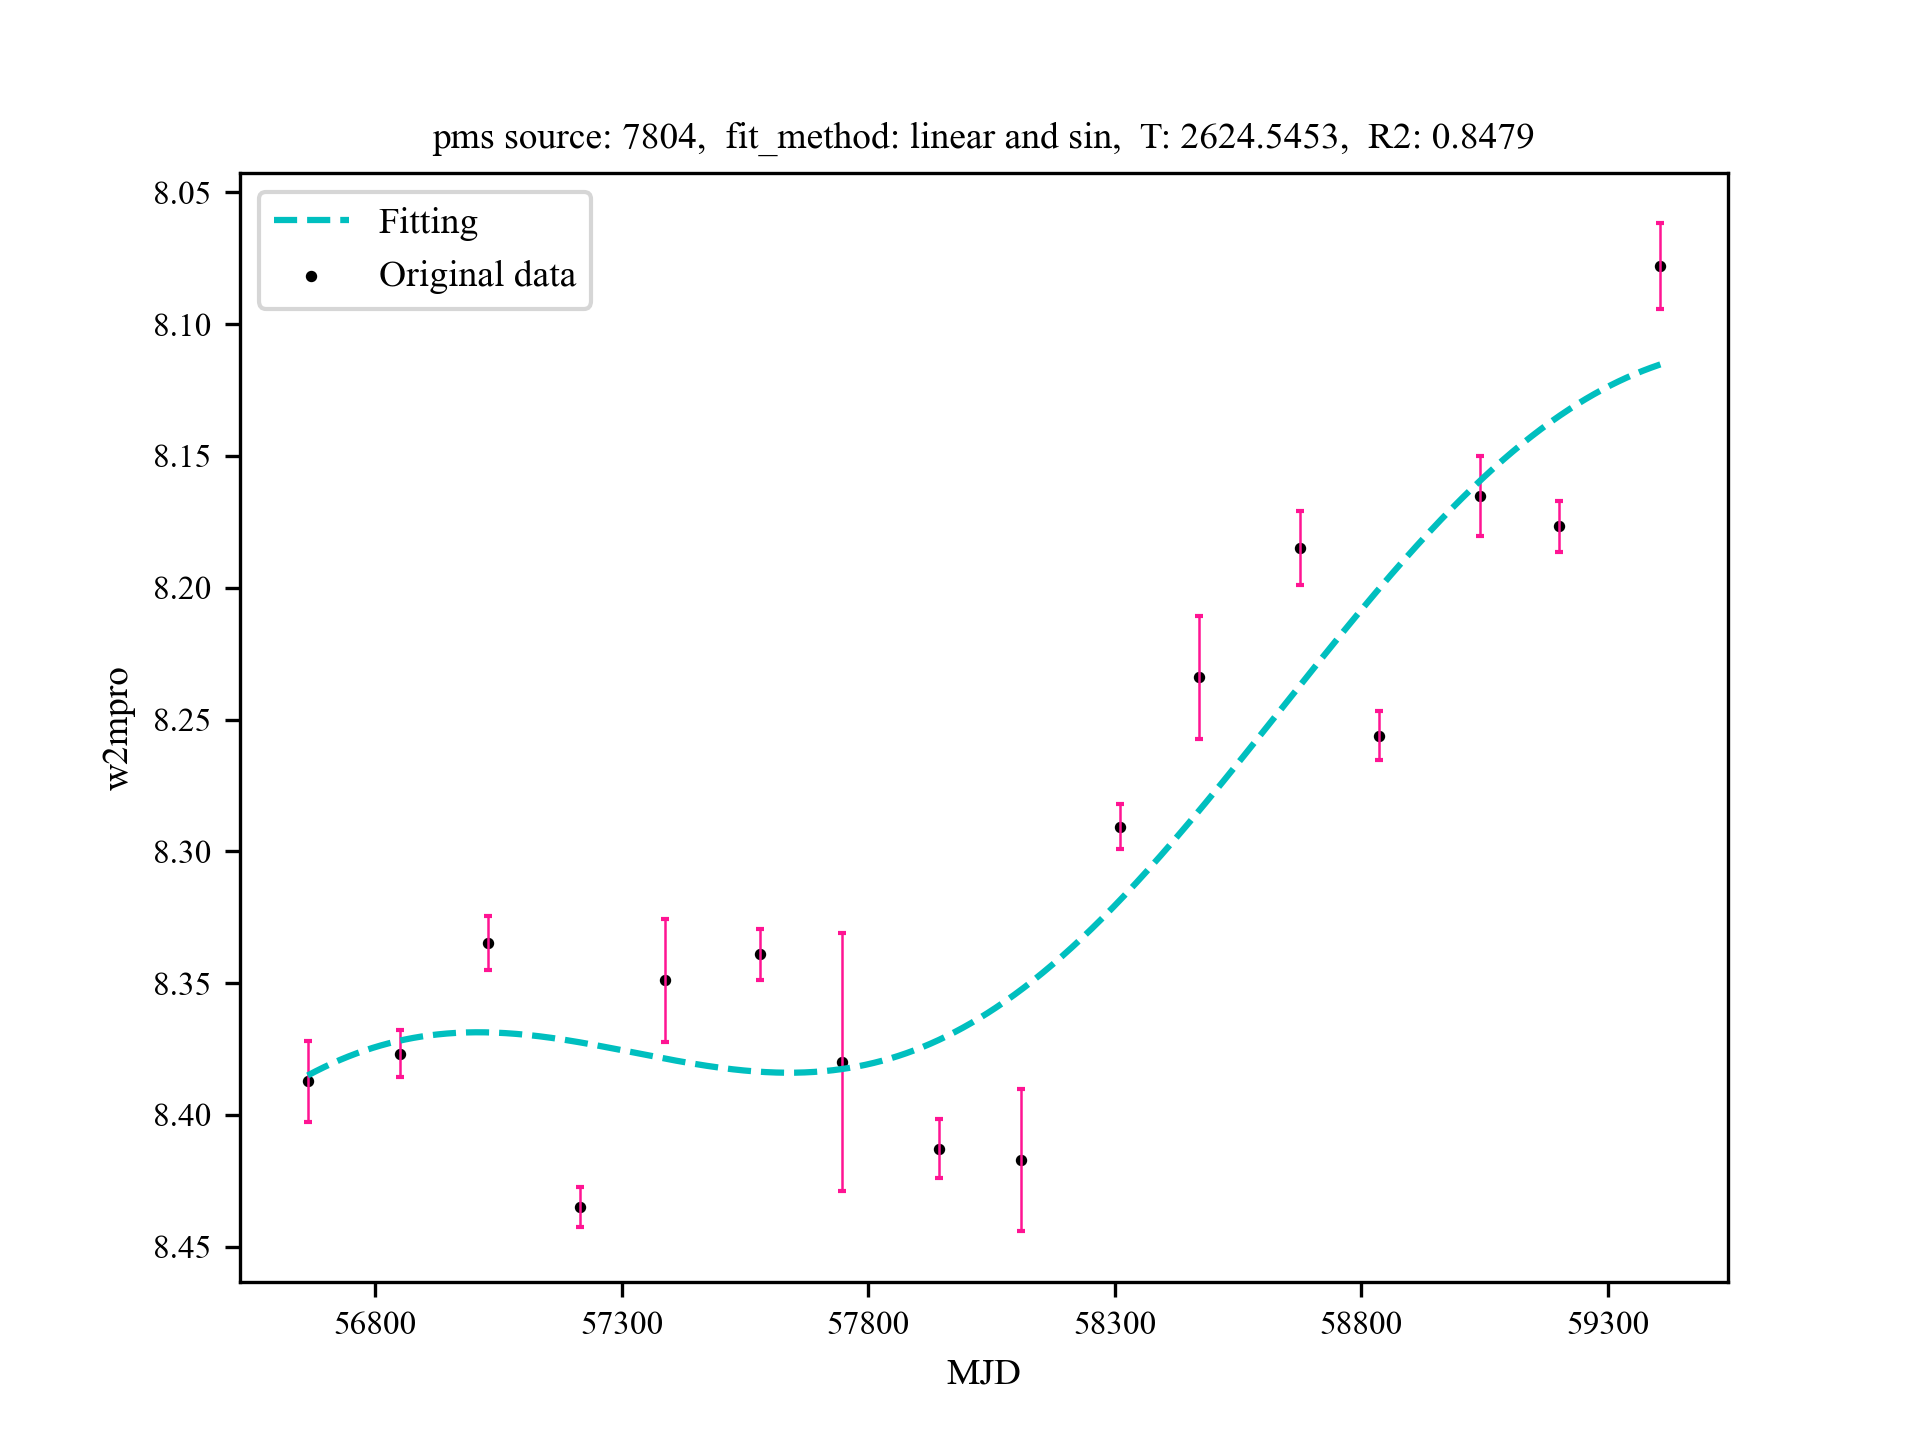 pms source: 7804,  fit_method: linear and sin,  T: 2624.5453,  R2: 0.8479
Fitting
Original data
8.05
8.10
8.15
8.20
8.25
8.30
8.35
8.40
8.45
w2mpro
56800 57300 57800 58300 58800 59300
MJD